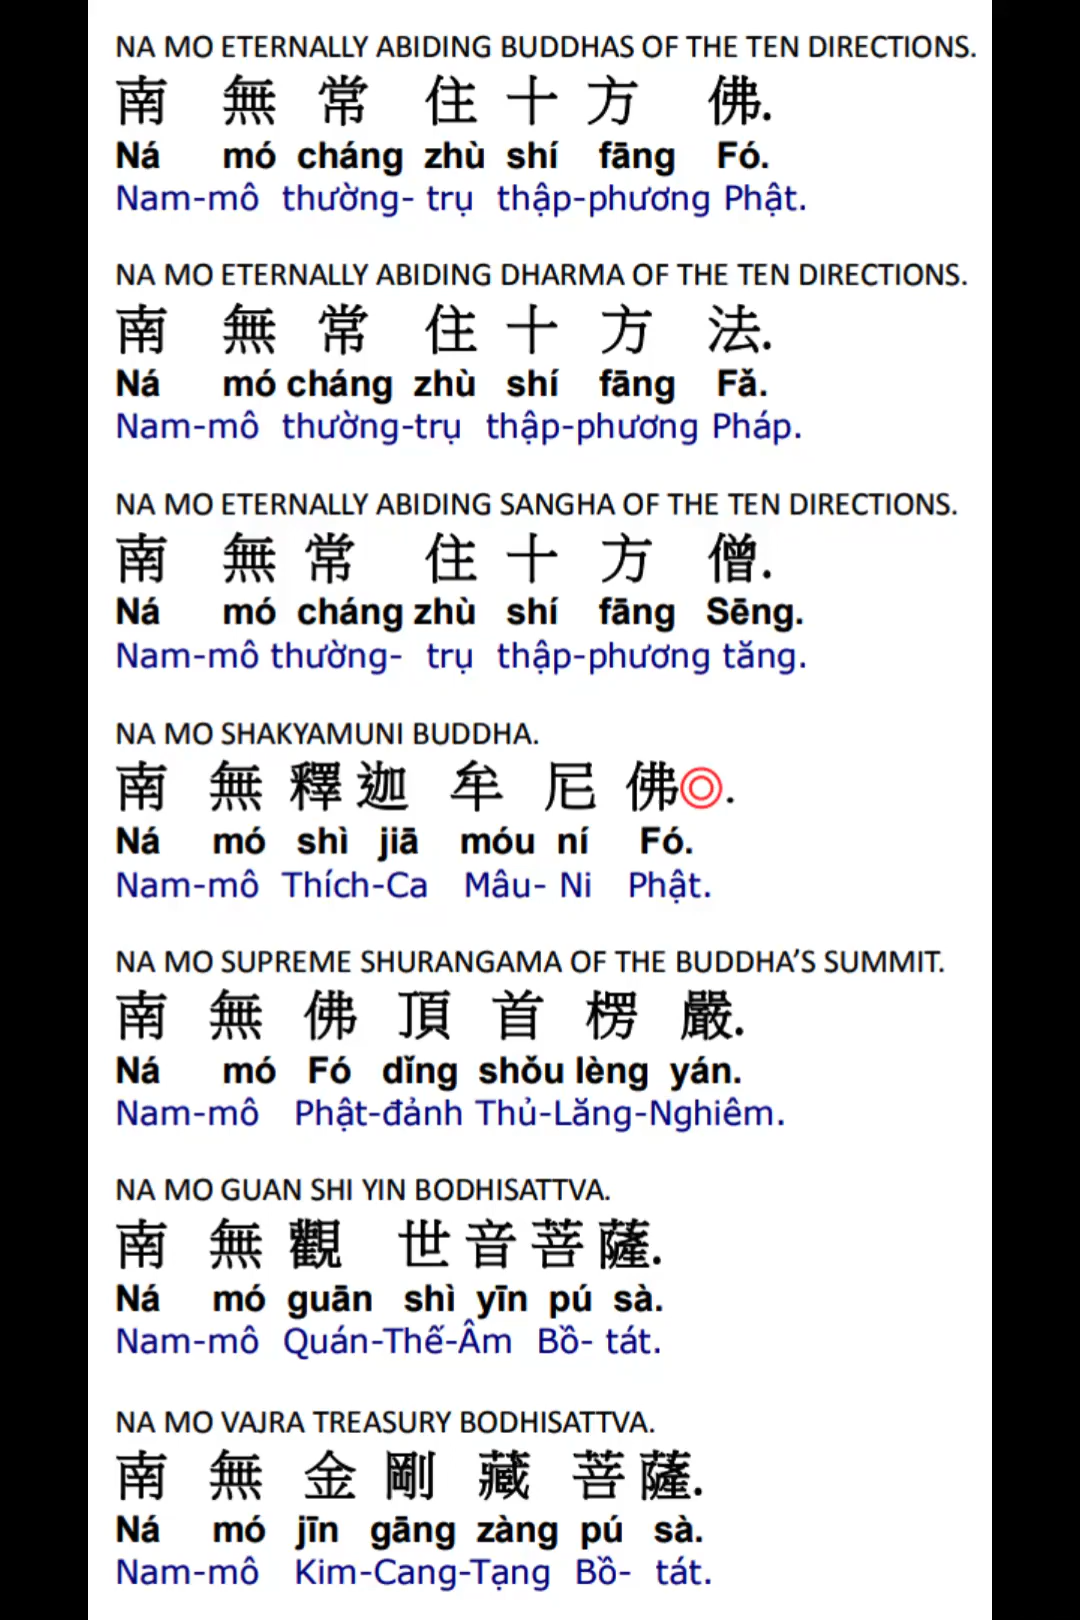 NA MO ETERNALLY ABIDING BUDDHAS OF THE TEN DIRECTIONS.
南 無 常 住 十 方 佛.
Ná mó cháng zhù shí fāng Fó.
Nam-mô thường- trụ thập-phương Phật.
NA MO ETERNALLY ABIDING DHARMA OF THE TEN DIRECTIONS.
南 無 常 住 十 方 法.
Ná mó cháng zhù shí fāng Fǎ.
Nam-mô thường-trụ thập-phương Pháp.
NA MO ETERNALLY ABIDING SANGHA OF THE TEN DIRECTIONS.
南 無 常 住 十 方 僧.
Ná mó cháng zhù shí fāng Sēng.
Nam-mô thường- trụ thập-phương tăng.
NA MO SHAKYAMUNI BUDDHA.
南 無 釋 迦 牟 尼 佛◎.
Ná mó shì jiā móu ní Fó.
Nam-mô Thích-Ca Mâu- Ni Phật.
NA MO SUPREME SHURANGAMA OF THE BUDDHA’S SUMMIT.
南 無 佛 頂 首 楞 嚴.
Ná mó Fó dǐng shǒu lèng yán.
Nam-mô Phật-đảnh Thủ-Lăng-Nghiêm.
NA MO GUAN SHI YIN BODHISATTVA.
南 無 觀 世 音 菩 薩.
Ná mó guān shì yīn pú sà.
Nam-mô Quán-Thế-Âm Bồ- tát.
NA MO VAJRA TREASURY BODHISATTVA.
南 無 金 剛 藏 菩 薩.
Ná mó jīn gāng zàng pú sà.
Nam-mô Kim-Cang-Tạng Bồ- tát.